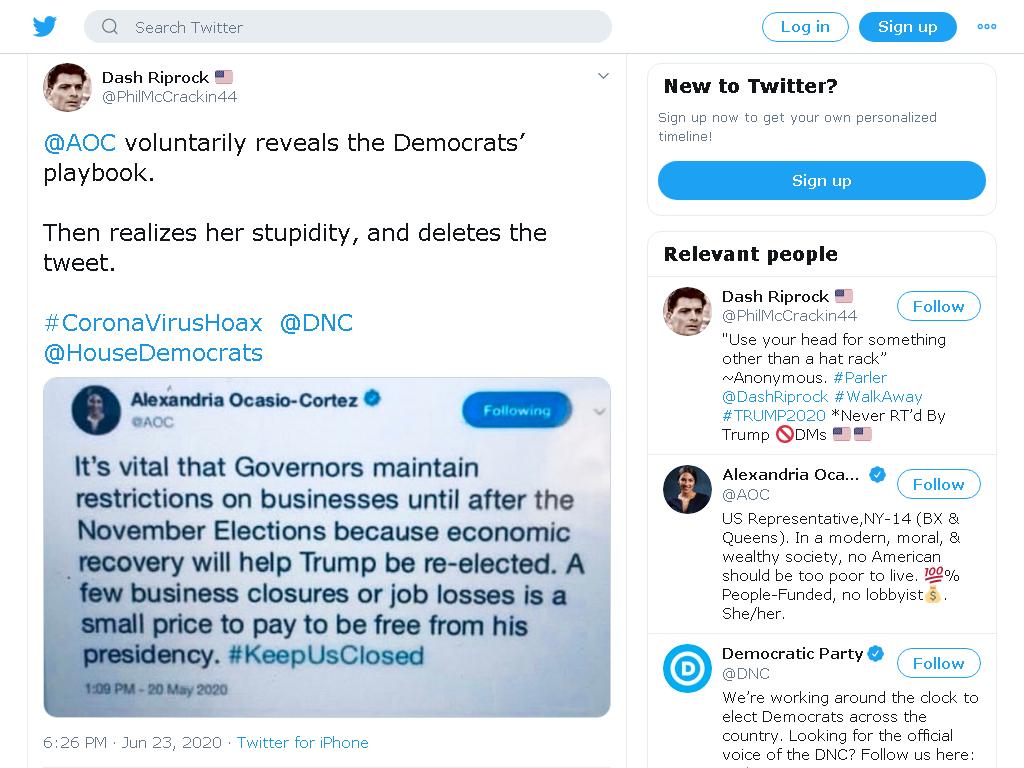 Search Twitter
Log in
Sign up
Dash Riprock 🇺🇸
@PhilMcCrackin44
@AOC voluntarily reveals the Democrats’
playbook.
Then realizes her stupidity, and deletes the
tweet.
#CoronaVirusHoax @DNC
@HouseDemocrats
Alexandria Ocasio-Cortez
@AOC
Following
It’s vital that Governors maintain
restrictions on businesses until after the
November Elections because economic
recovery will help Trump be re-elected. A
few business closures or job losses is a
small price to pay to be free from his
presidency. #KeepUsClosed
1:09 PM - 20 May 2020
6:26 PM · Jun 23, 2020 · Twitter for iPhone
New to Twitter?
Sign up now to get your own personalized
timeline!
Sign up
Relevant people
Dash Riprock 🇺🇸
@PhilMcCrackin44
Follow
"Use your head for something
other than a hat rack”
~Anonymous. #Parler
@DashRiprock #WalkAway
#TRUMP2020 *Never RT’d By
Trump 🚫DMs 🇺🇸🇺🇸
Alexandria Oca...
@AOC
Follow
US Representative,NY-14 (BX &
Queens). In a modern, moral, &
wealthy society, no American
should be too poor to live. 💯%
People-Funded, no lobbyist💰.
She/her.
Democratic Party
@DNC
Follow
We’re working around the clock to
elect Democrats across the
country. Looking for the official
voice of the DNC? Follow us here: